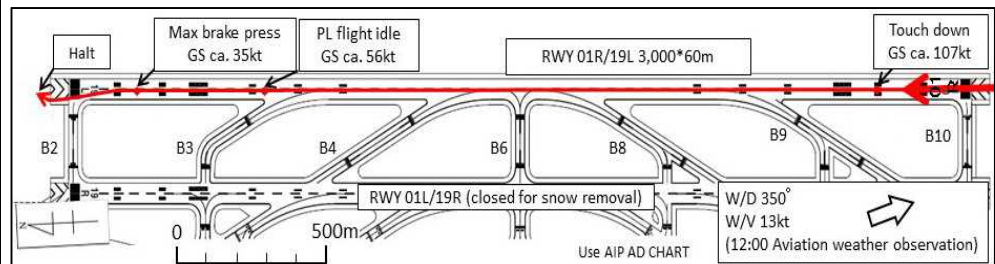 Max brake press
GS ca. 35kt
PL flight idle
GS ca. 56kt
Touch down
GS ca. 107kt
Halt
RWY 01R/19L 3,000*60m
B2
B3
B4
B6
B8
B9
B10
RWY 01L/19R (closed for snow removal)
W/D 350°
W/V 13kt
(12:00 Aviation weather observation)
0
500m
Use AIP AD CHART
N
19
R
01